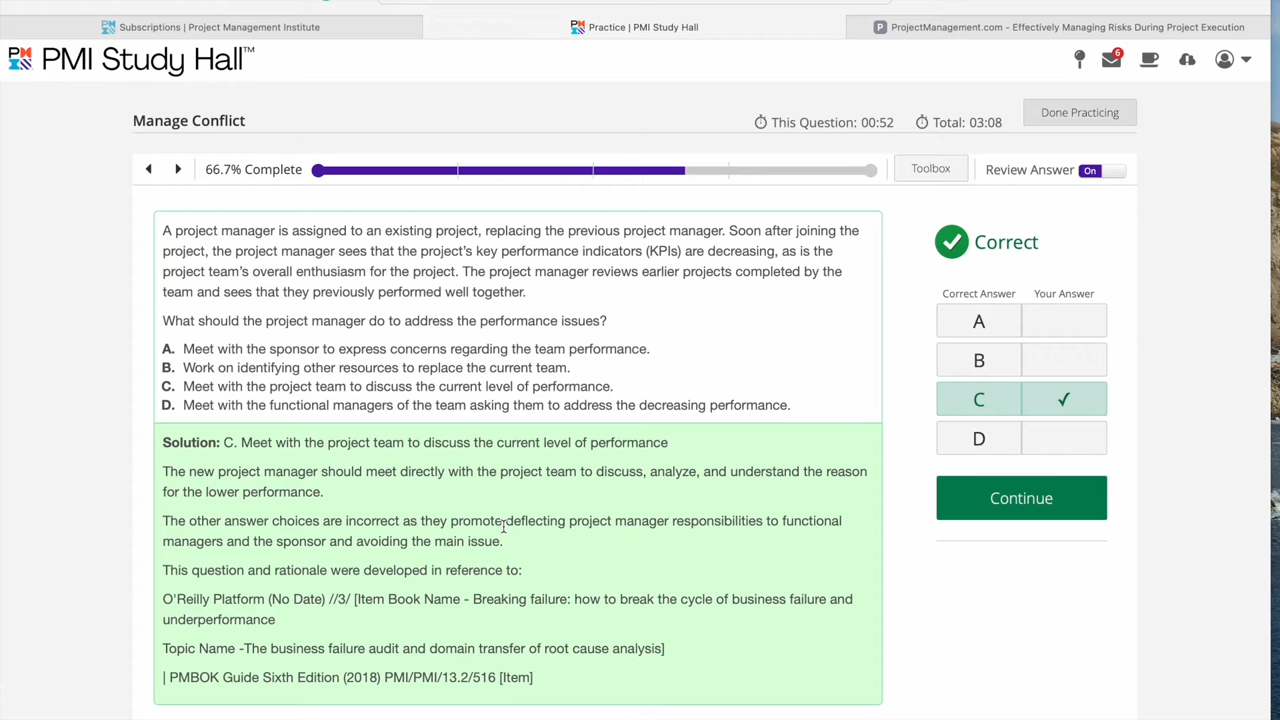 Subscriptions | Project Management Institute
Practice | PMI Study Hall
ProjectManagement.com - Effectively Managing Risks During Project Execution
PMI Study Hall™
6
Manage Conflict
This Question: 00:52
Total: 03:08
Done Practicing
66.7% Complete
Toolbox
Review Answer
On
A project manager is assigned to an existing project, replacing the previous project manager. Soon after joining the
project, the project manager sees that the project's key performance indicators (KPIs) are decreasing, as is the
project team's overall enthusiasm for the project. The project manager reviews earlier projects completed by the
team and sees that they previously performed well together.
What should the project manager do to address the performance issues?
A. Meet with the sponsor to express concerns regarding the team performance.
B. Work on identifying other resources to replace the current team.
C. Meet with the project team to discuss the current level of performance.
D. Meet with the functional managers of the team asking them to address the decreasing performance.
Solution: C. Meet with the project team to discuss the current level of performance
The new project manager should meet directly with the project team to discuss, analyze, and understand the reason
for the lower performance.
The other answer choices are incorrect as they promote deflecting project manager responsibilities to functional
managers and the sponsor and avoiding the main issue.
This question and rationale were developed in reference to:
O'Reilly Platform (No Date) //3/ [Item Book Name - Breaking failure: how to break the cycle of business failure and
underperformance
Topic Name -The business failure audit and domain transfer of root cause analysis]
| PMBOK Guide Sixth Edition (2018) PMI/PMI/13.2/516 [Item]
Correct
Correct Answer
Your Answer
A
B
C ✓
D
Continue